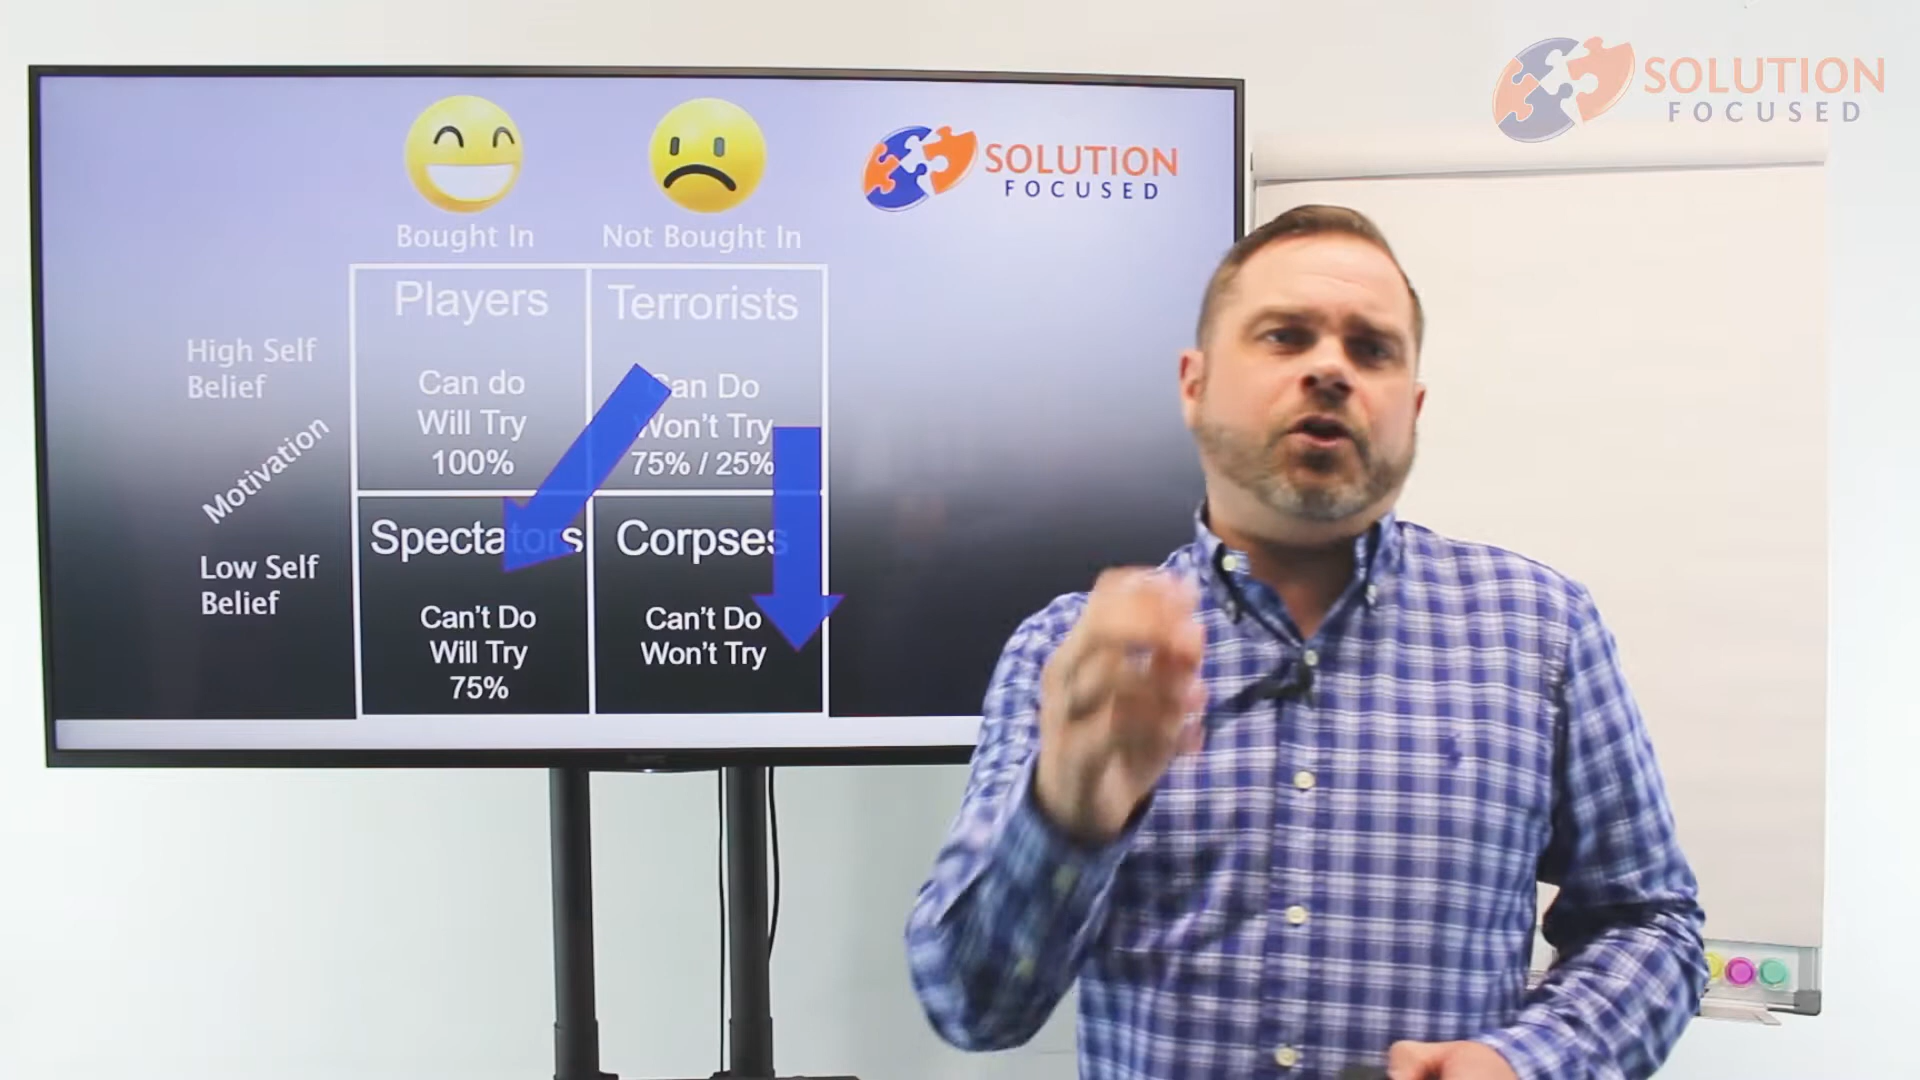 SOLUTION
FOCUSED
SOLUTION
FOCUSED
Bought In
Not Bought In
Players
Terrorists
High Self
Belief
Can do
Will Try
100%
Can Do
Won't Try
75% / 25%
Motivation
Spectators
Corpses
Low Self
Belief
Can't Do
Will Try
75%
Can't Do
Won't Try